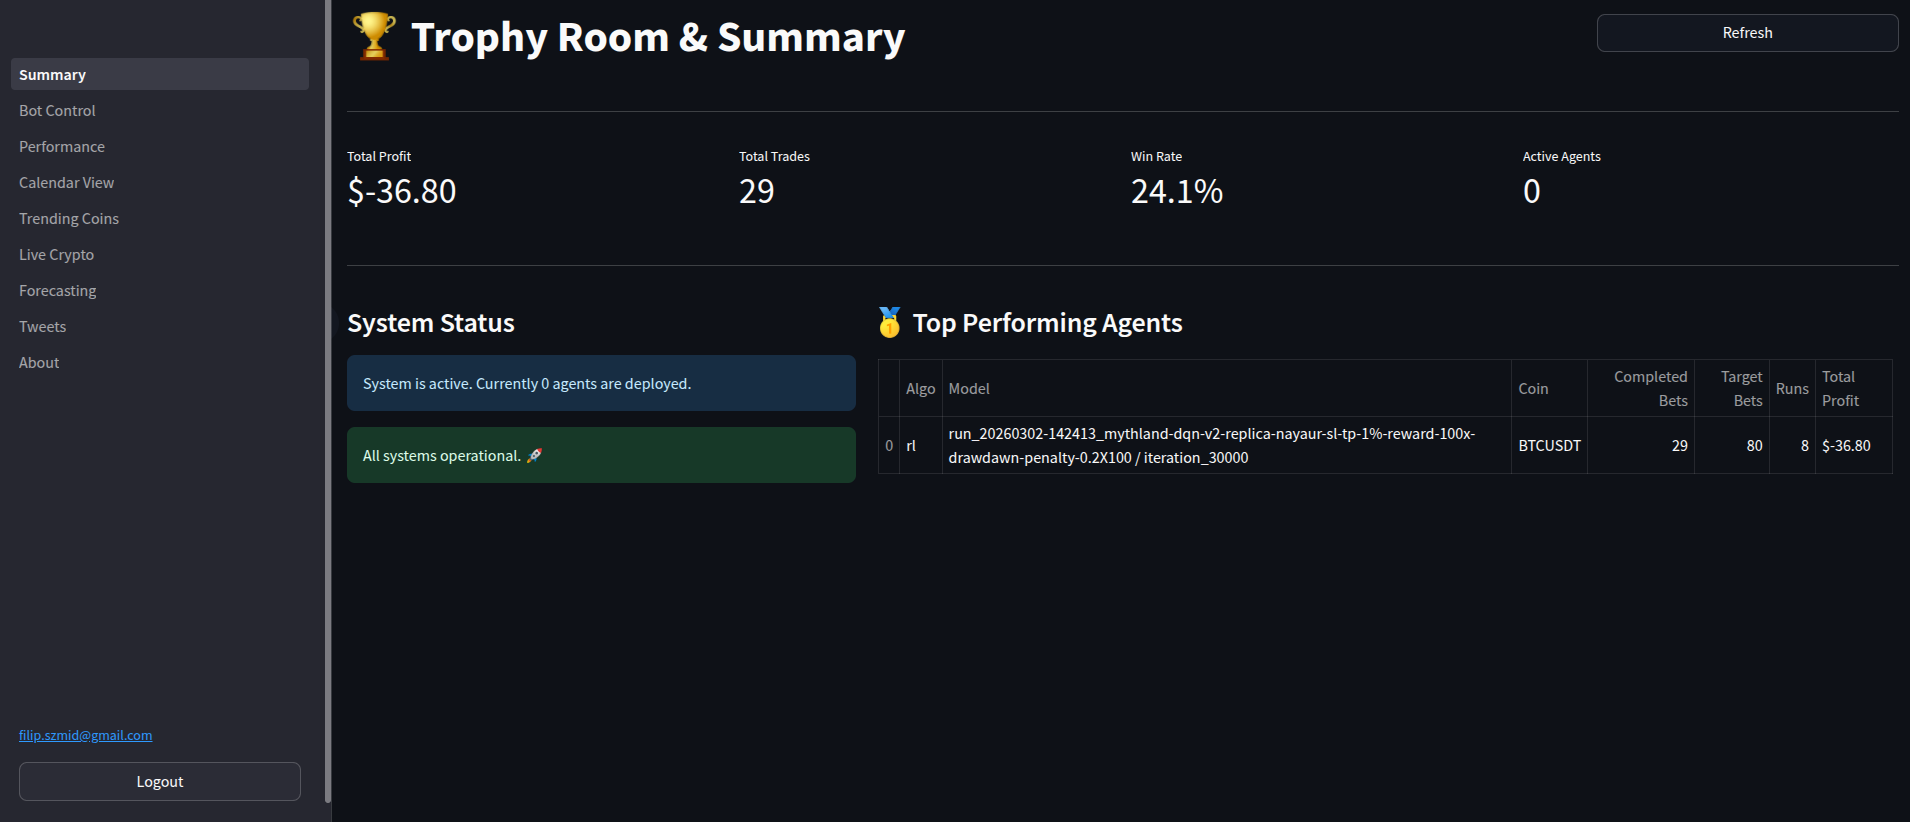 Summary
Bot Control
Performance
Calendar View
Trending Coins
Live Crypto
Forecasting
Tweets
About
filip.szmid@gmail.com
Logout
🏆 Trophy Room & Summary
Refresh
Total Profit
$-36.80
Total Trades
29
Win Rate
24.1%
Active Agents
0
System Status
System is active. Currently 0 agents are deployed.
All systems operational. 🚀
🥇 Top Performing Agents
Algo Model Coin Completed Bets Target Bets Runs Total Profit
0 rl run_20260302-142413_mythland-dqn-v2-replica-nayaur-sl-tp-1%-reward-100x-
drawdawn-penalty-0.2X100 / iteration_30000 BTCUSDT 29 80 8 $-36.80